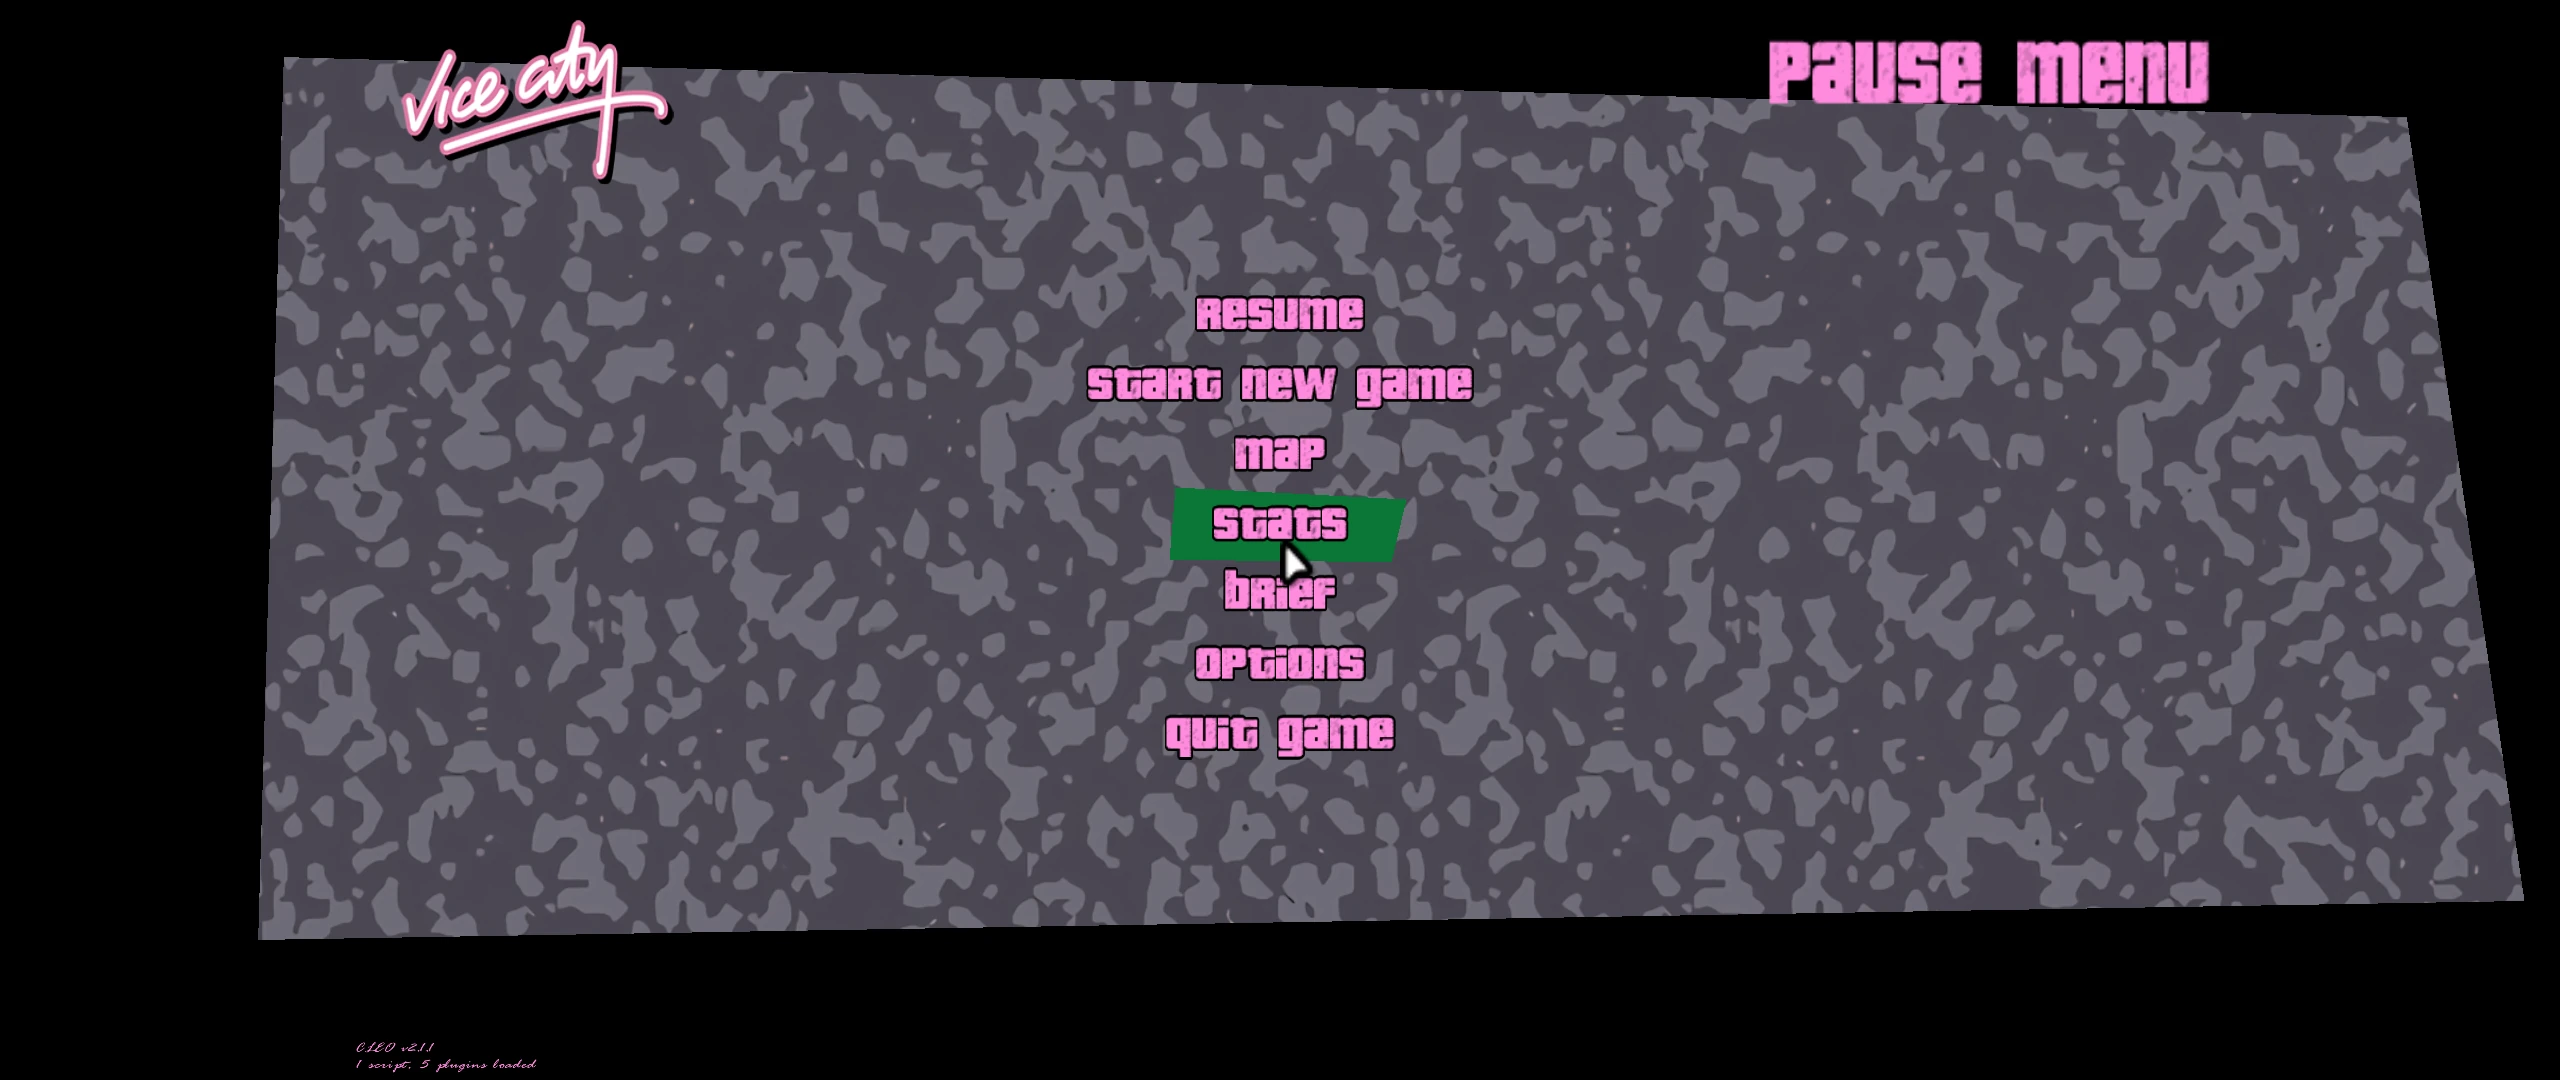 Vice City
Pause Menu
Resume
Start New Game
Map
Stats
Brief
Options
Quit Game
CLEO v2.1.1
1 script, 5 plugins loaded